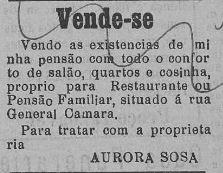 Vende-se
Vendo as existencias de mi
nha pensão com todo o confor
to de salão, quartos e cosinha,
proprio para Restaurante ou
Pensão Familiar, situado á rua
General Camara.
Para tratar com a proprieta
ria
AURORA SOSA